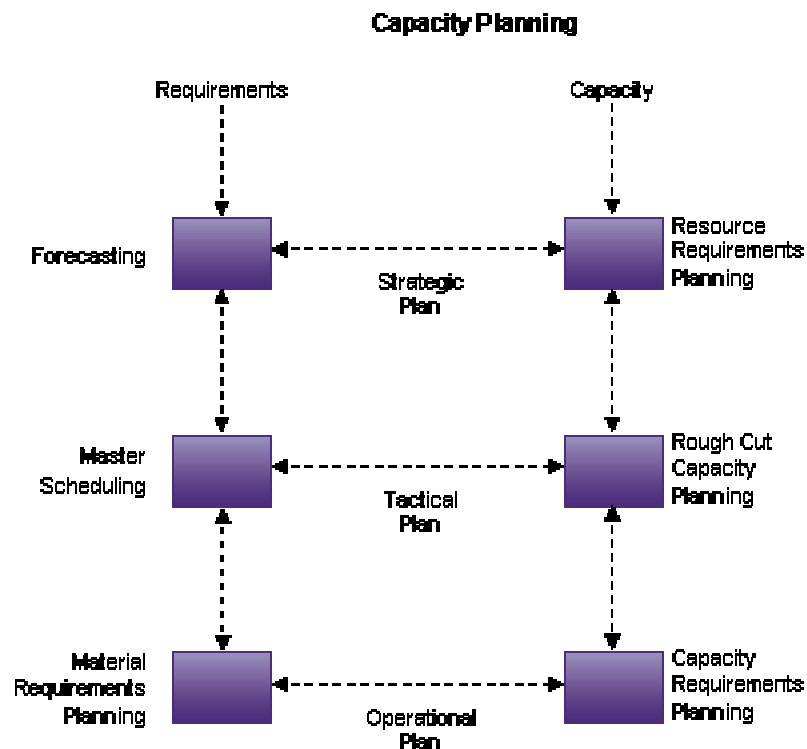 Capacity Planning
Requirements
Capacity
Forecasting
Strategic
Plan
Resource
Requirements
Planning
Master
Scheduling
Tactical
Plan
Rough Cut
Capacity
Planning
Material
Requirements
Planning
Operational
Plan
Capacity
Requirements
Planning